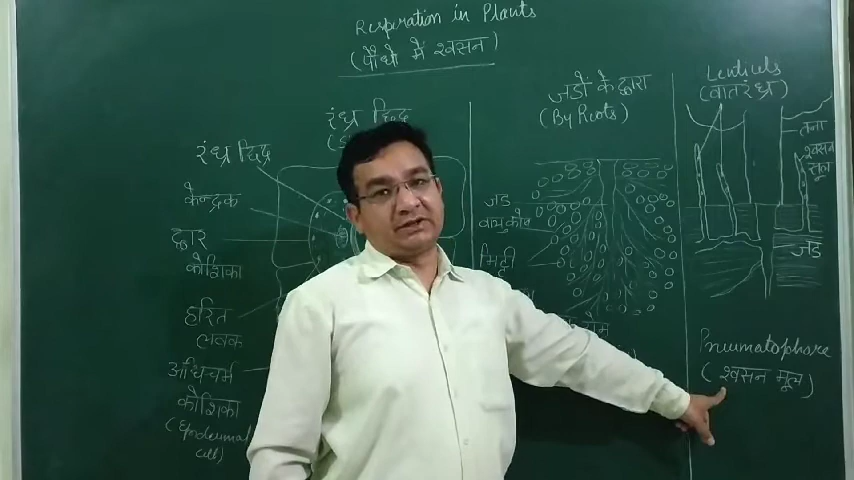 Respiration in Plants
(पौधो में श्वसन)
रंध्र छिद्र
रंध्र छिद्र
केन्द्रक
द्वार
कोशिका
हरित
लवक
अधिचर्म
कोशिका
(Epidermal
cell)
जडों के द्वारा
(By Roots)
जड
वायु कोष
मिट्टी
Lenticels
(वातरंध्र)
तना
श्वसन
मूल
जड
Pneumatophore
(श्वसन मूल)